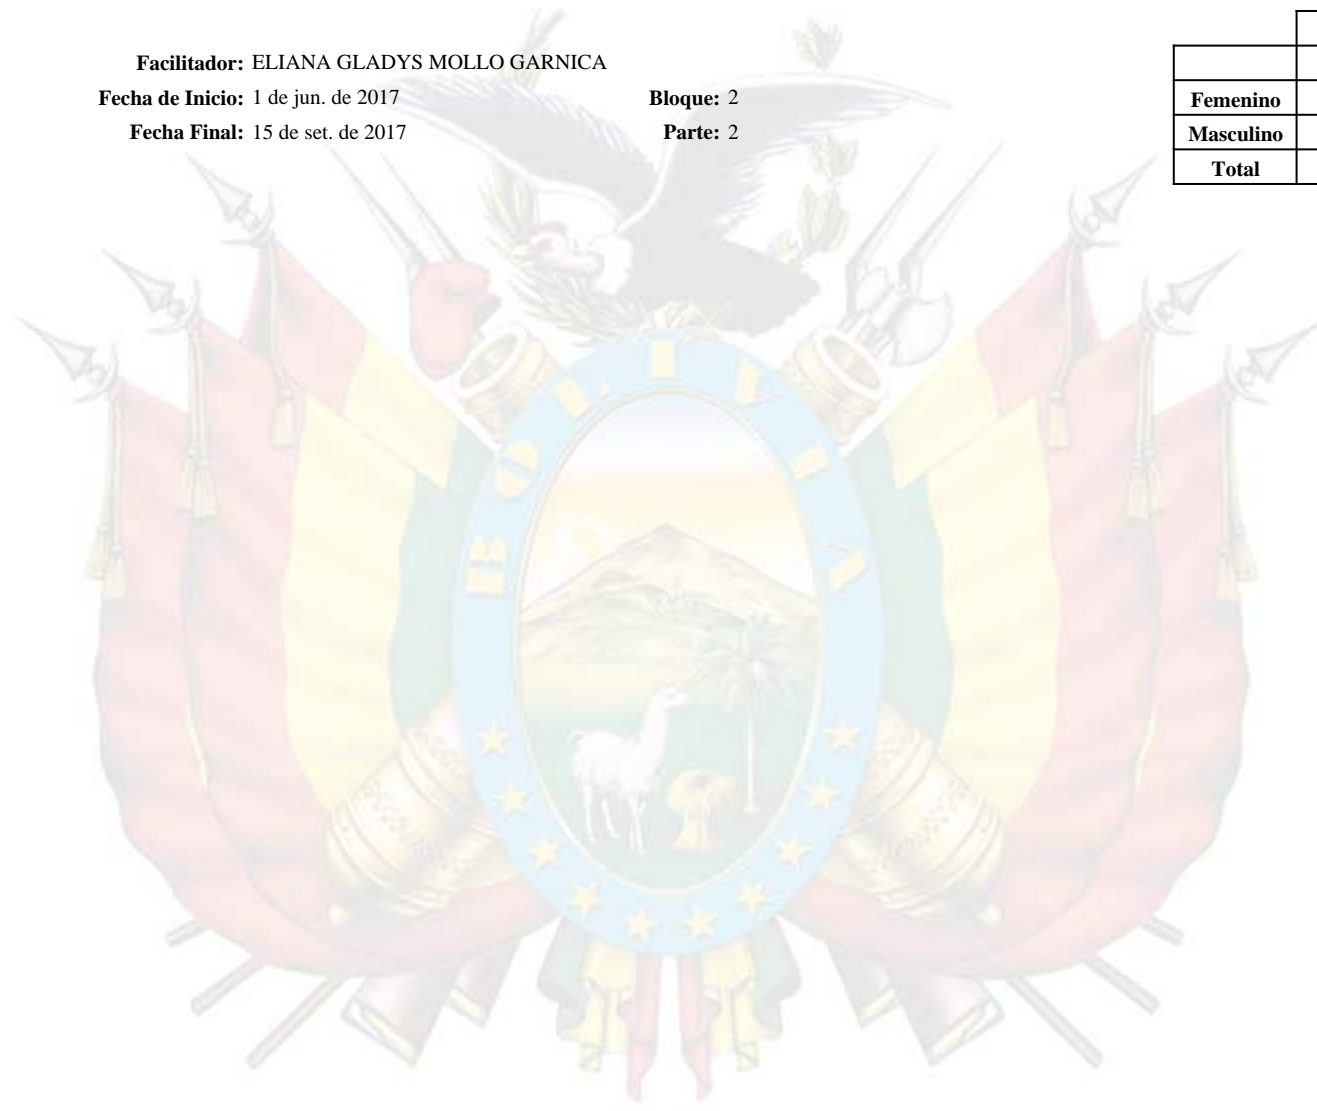 Facilitador: ELIANA GLADYS MOLLO GARNICA
Fecha de Inicio: 1 de jun. de 2017 Bloque: 2
Fecha Final: 15 de set. de 2017 Parte: 2
Femenino
Masculino
Total
BOLIVIA